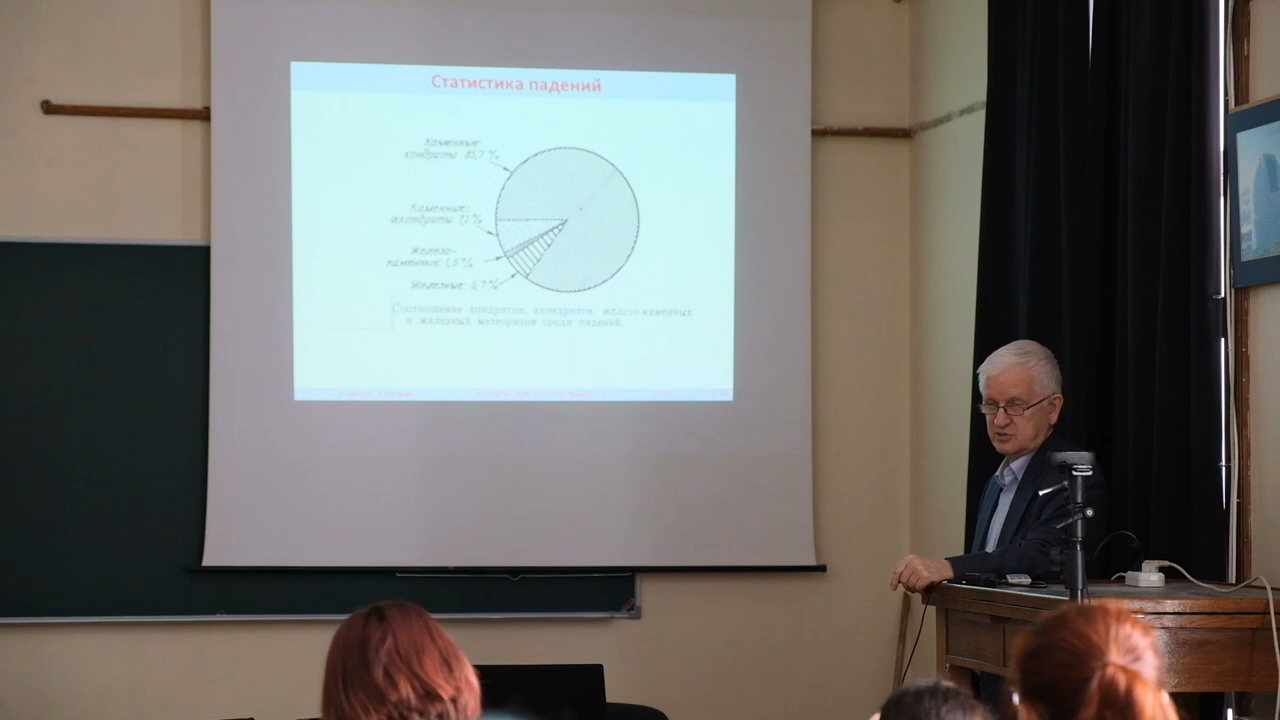 Статистика падений
Каменные:
хондриты 85,7 %
Каменные:
ахондриты 7,1 %
Железо-
каменные: 1,5 %
Железные: 5,7 %
Соотношение хондритов, ахондритов, железо-каменных
и железных метеоритов среди падений.